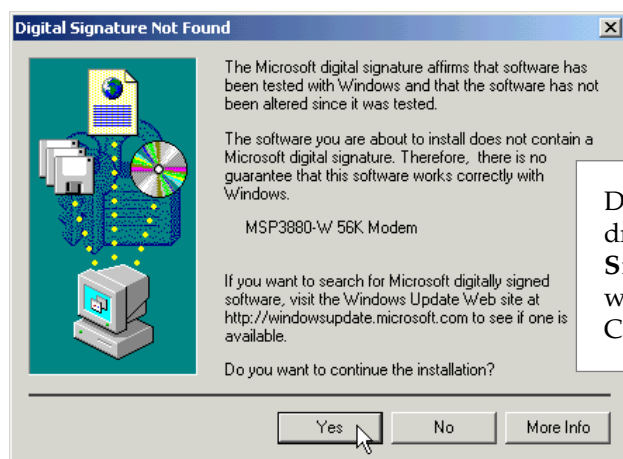 Digital Signature Not Found
The Microsoft digital signature affirms that software has
been tested with Windows and that the software has not
been altered since it was tested.
The software you are about to install does not contain a
Microsoft digital signature. Therefore, there is no
guarantee that this software works correctly with
Windows.
MSP3880-W 56K Modem
If you want to search for Microsoft digitally signed
software, visit the Windows Update Web site at
http://windowsupdate.microsoft.com to see if one is
available.
Do you want to continue the installation?
Yes No More Info